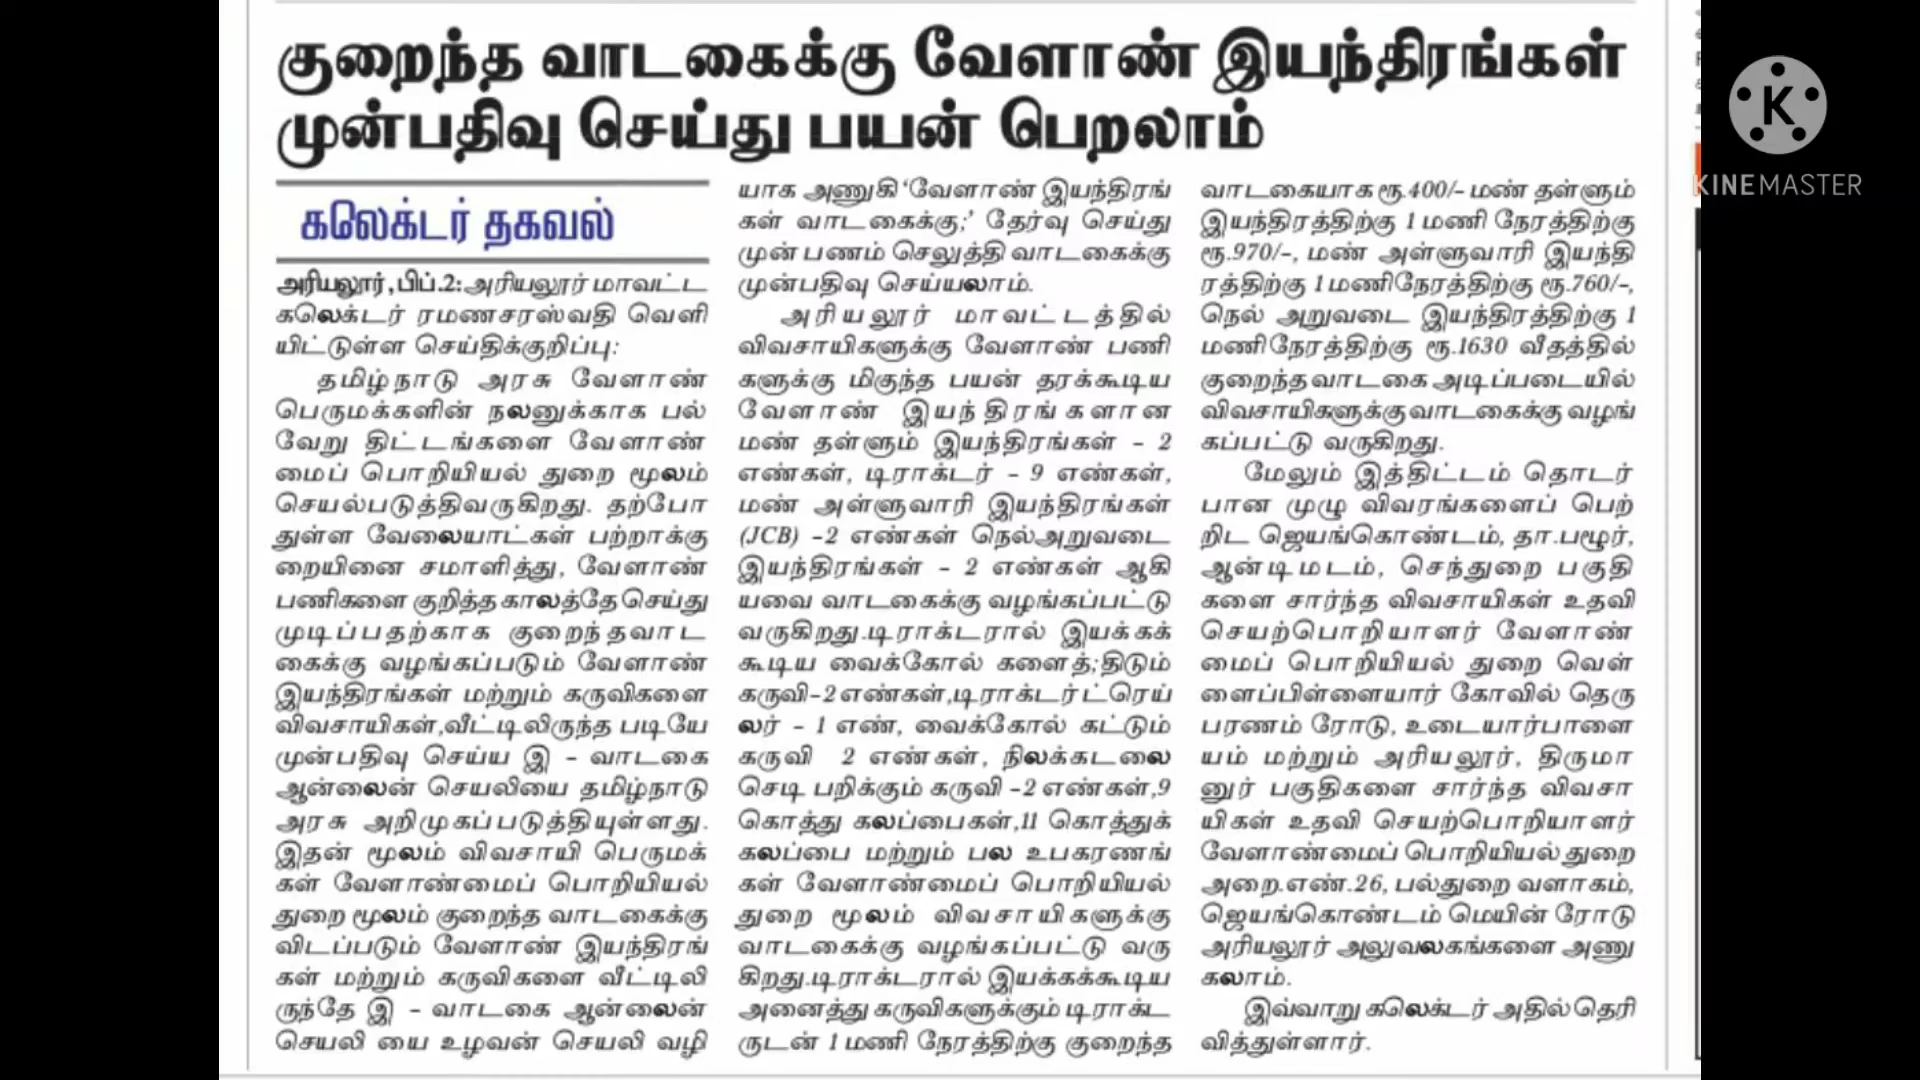 குறைந்த வாடகைக்கு வேளாண் இயந்திரங்கள்
முன்பதிவு செய்து பயன் பெறலாம்
கலெக்டர் தகவல்
அரியலூர்,பிப்.2:அரியலூர் மாவட்ட
கலெக்டர் ரமணசரஸ்வதி வெளி
யிட்டுள்ள செய்திக்குறிப்பு:
தமிழ்நாடு அரசு வேளாண்
பெருமக்களின் நலனுக்காக பல்
வேறு திட்டங்களை வேளாண்
மைப் பொறியியல் துறை மூலம்
செயல்படுத்திவருகிறது. தற்போ
துள்ள வேலையாட்கள் பற்றாக்கு
றையினை சமாளித்து, வேளாண்
பணிகளை குறித்த காலத்தே செய்து
முடிப்பதற்காக குறைந்தவாட
கைக்கு வழங்கப்படும் வேளாண்
இயந்திரங்கள் மற்றும் கருவிகளை
விவசாயிகள்,வீட்டிலிருந்த படியே
முன்பதிவு செய்ய இ - வாடகை
ஆன்லைன் செயலியை தமிழ்நாடு
அரசு அறிமுகப்படுத்தியுள்ளது.
இதன் மூலம் விவசாயி பெருமக்
கள் வேளாண்மைப் பொறியியல்
துறை மூலம் குறைந்த வாடகைக்கு
விடப்படும் வேளாண் இயந்திரங்
கள் மற்றும் கருவிகளை வீட்டிலி
ருந்தே இ - வாடகை ஆன்லைன்
செயலி யை உழவன் செயலி வழி
யாக அணுகி ‘வேளாண் இயந்திரங்
கள் வாடகைக்கு;’ தேர்வு செய்து
முன் பணம் செலுத்தி வாடகைக்கு
முன்பதிவு செய்யலாம்.
அரியலூர் மாவட்டத்தில்
விவசாயிகளுக்கு வேளாண் பணி
களுக்கு மிகுந்த பயன் தரக்கூடிய
வேளாண் இயந்திரங்களான
மண் தள்ளும் இயந்திரங்கள் - 2
எண்கள், டிராக்டர் - 9 எண்கள்,
மண் அள்ளுவாரி இயந்திரங்கள்
(JCB) -2 எண்கள் நெல்அறுவடை
இயந்திரங்கள் - 2 எண்கள் ஆகி
யவை வாடகைக்கு வழங்கப்பட்டு
வருகிறது.டிராக்டரால் இயக்கக்
கூடிய வைக்கோல் களைத்;திடும்
கருவி-2 எண்கள்,டிராக்டர் ட்ரெய்
லர் - 1 எண், வைக்கோல் கட்டும்
கருவி 2 எண்கள், நிலக்கடலை
செடி பறிக்கும் கருவி -2 எண்கள்,9
கொத்து கலப்பைகள்,11 கொத்துக்
கலப்பை மற்றும் பல உபகரணங்
கள் வேளாண்மைப் பொறியியல்
துறை மூலம் விவசாயிகளுக்கு
வாடகைக்கு வழங்கப்பட்டு வரு
கிறது.டிராக்டரால் இயக்கக்கூடிய
அனைத்து கருவிகளுக்கும் டிராக்ட
ருடன் 1 மணி நேரத்திற்கு குறைந்த
வாடகையாக ரூ.400/- மண் தள்ளும்
இயந்திரத்திற்கு 1 மணி நேரத்திற்கு
ரூ.970/-, மண் அள்ளுவாரி இயந்தி
ரத்திற்கு 1 மணிநேரத்திற்கு ரூ.760/-,
நெல் அறுவடை இயந்திரத்திற்கு 1
மணிநேரத்திற்கு ரூ.1630 வீதத்தில்
குறைந்தவாடகை அடிப்படையில்
விவசாயிகளுக்கு வாடகைக்கு வழங்
கப்பட்டு வருகிறது.
மேலும் இத்திட்டம் தொடர்
பான முழு விவரங்களைப் பெற்
றிட ஜெயங்கொண்டம், தா.பழூர்,
ஆண்டிமடம், செந்துறை பகுதி
களை சார்ந்த விவசாயிகள் உதவி
செயற்பொறியாளர் வேளாண்
மைப் பொறியியல் துறை வெள்
ளைப்பிள்ளையார் கோவில் தெரு
பரணம் ரோடு, உடையார்பாளை
யம் மற்றும் அரியலூர், திருமா
னூர் பகுதிகளை சார்ந்த விவசா
யிகள் உதவி செயற்பொறியாளர்
வேளாண்மைப் பொறியியல் துறை
அறை.எண்.26, பல்துறை வளாகம்,
ஜெயங்கொண்டம் மெயின் ரோடு
அரியலூர் அலுவலகங்களை அணு
கலாம்.
இவ்வாறு கலெக்டர் அதில் தெரி
வித்துள்ளார்.
K
KINEMASTER